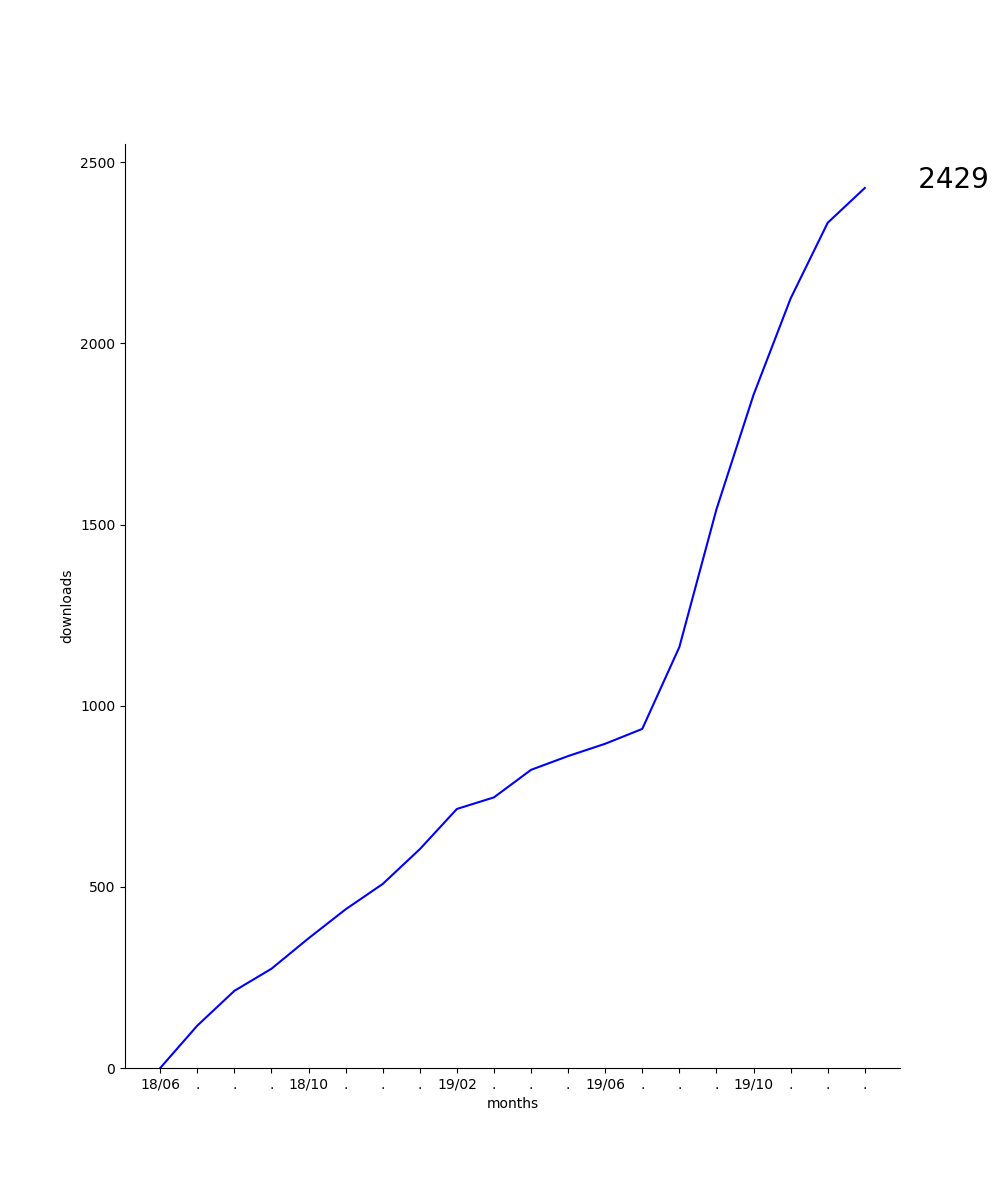 2500
2429
2000
1500
downloads
1000
500
0
18/06 . . . 18/10 . . . 19/02 . . . 19/06 . . . 19/10 . . .
months